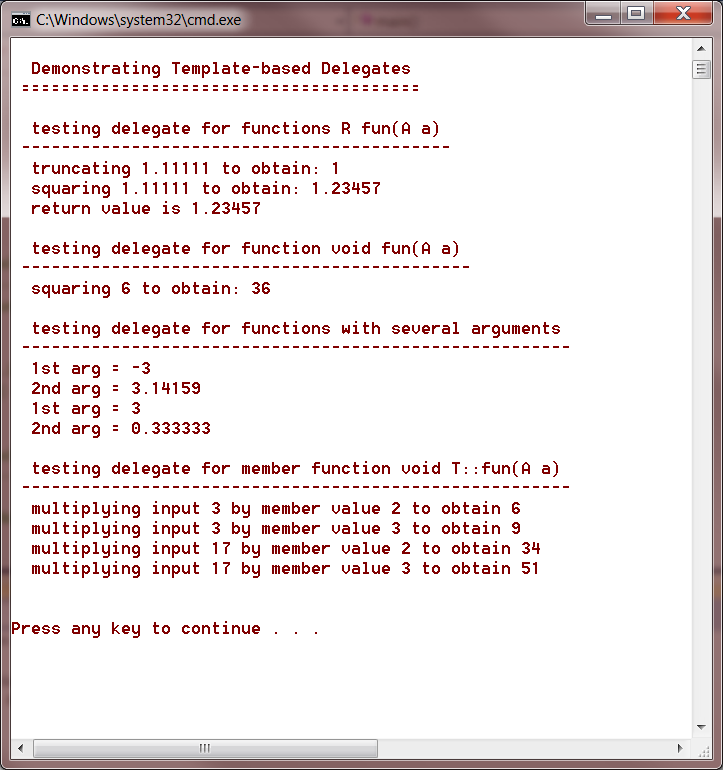 C:\Windows\system32\cmd.exe
Demonstrating Template-based Delegates
========================================
testing delegate for functions R fun(A a)
-------------------------------------------
truncating 1.11111 to obtain: 1
squaring 1.11111 to obtain: 1.23457
return value is 1.23457
testing delegate for function void fun(A a)
---------------------------------------------
squaring 6 to obtain: 36
testing delegate for functions with several arguments
-------------------------------------------------------
1st arg = -3
2nd arg = 3.14159
1st arg = 3
2nd arg = 0.333333
testing delegate for member function void T::fun(A a)
-------------------------------------------------------
multiplying input 3 by member value 2 to obtain 6
multiplying input 3 by member value 3 to obtain 9
multiplying input 17 by member value 2 to obtain 34
multiplying input 17 by member value 3 to obtain 51
Press any key to continue . . .